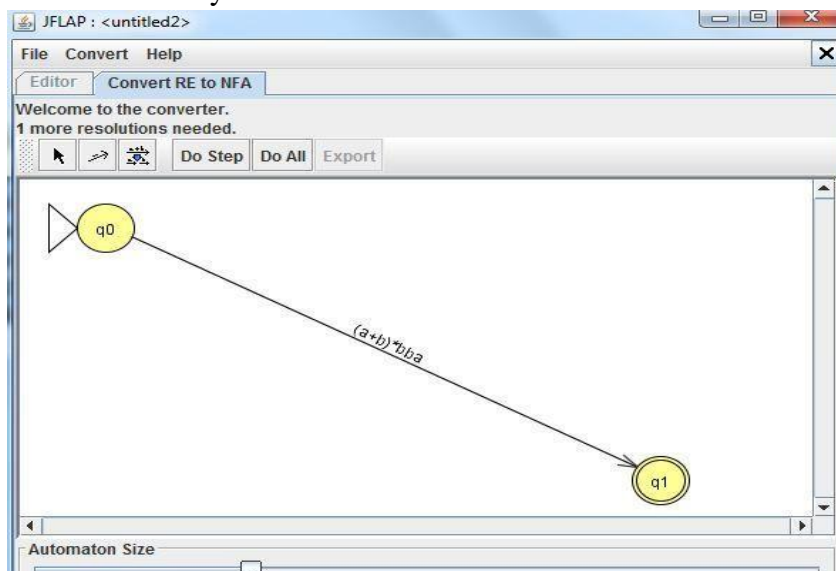 JFLAP : <untitled2>
File Convert Help
Editor Convert RE to NFA
Welcome to the converter.
1 more resolutions needed.
Do Step Do All Export
q0
(a+b)*bba
q1
Automaton Size